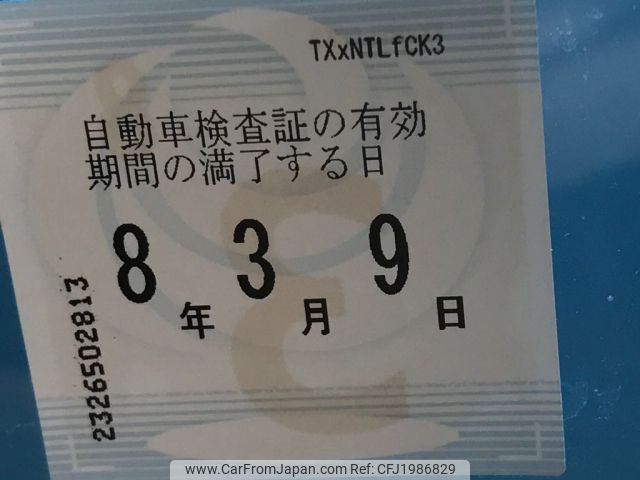 TXxNTLfCK3
自動車検査証の有効
期間の満了する日
8年 3月 9日
2326502813
www.CarFromJapan.com Ref: CFJ1986829